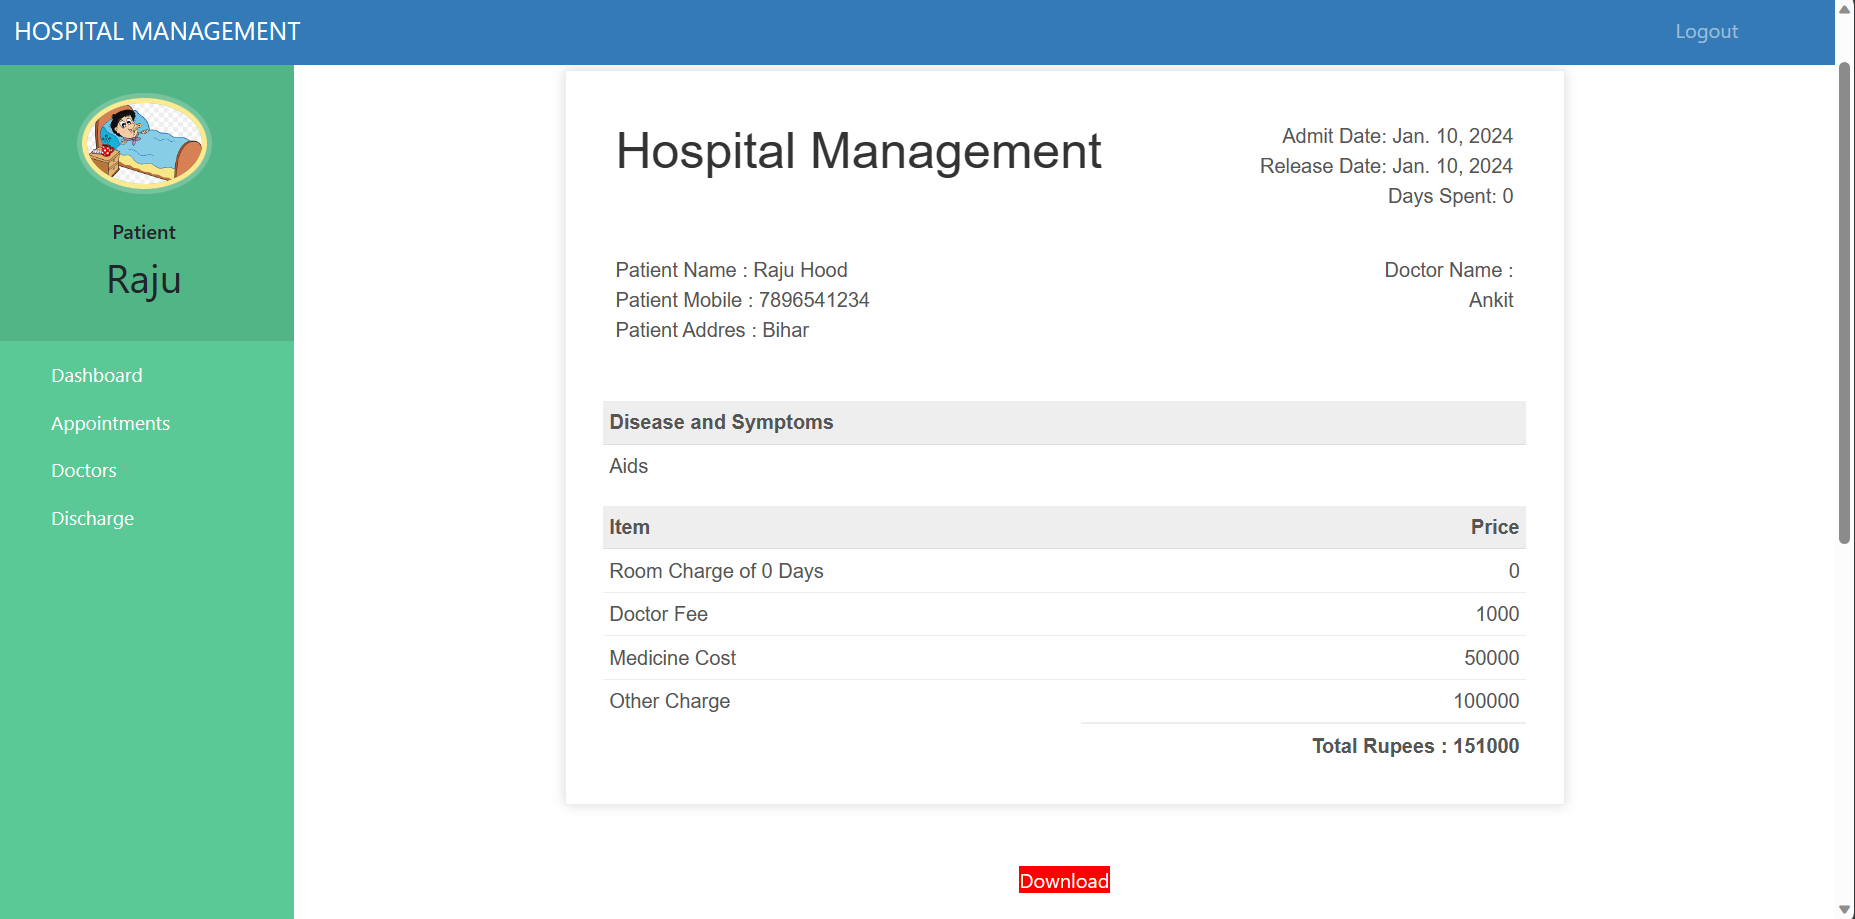 HOSPITAL MANAGEMENT
Logout
Patient
Raju
Dashboard
Appointments
Doctors
Discharge
Hospital Management
Admit Date: Jan. 10, 2024
Release Date: Jan. 10, 2024
Days Spent: 0
Patient Name : Raju Hood
Patient Mobile : 7896541234
Patient Addres : Bihar
Doctor Name :
Ankit
Disease and Symptoms
Aids
Item Price
Room Charge of 0 Days 0
Doctor Fee 1000
Medicine Cost 50000
Other Charge 100000
Total Rupees : 151000
Download